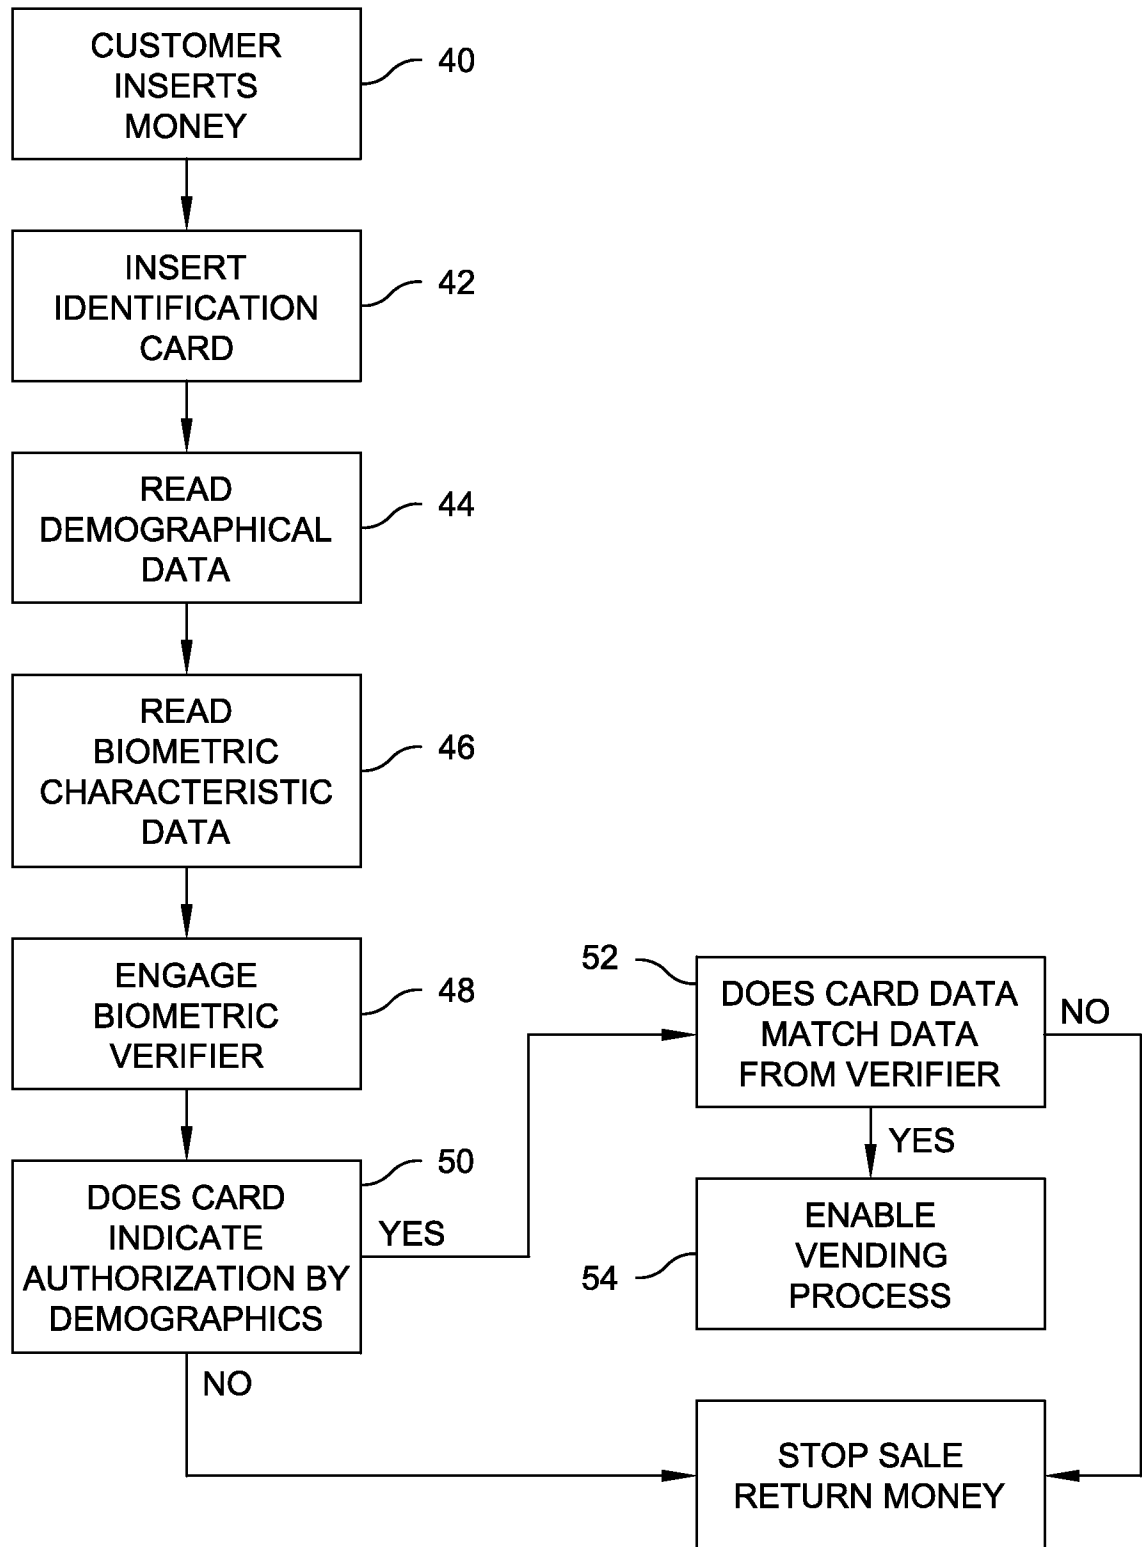 CUSTOMER
INSERTS
MONEY
40
INSERT
IDENTIFICATION
CARD
42
READ
DEMOGRAPHICAL
DATA
44
READ
BIOMETRIC
CHARACTERISTIC
DATA
46
ENGAGE
BIOMETRIC
VERIFIER
48
DOES CARD
INDICATE
AUTHORIZATION BY
DEMOGRAPHICS
50
YES
NO
52
DOES CARD DATA
MATCH DATA
FROM VERIFIER
NO
YES
ENABLE
VENDING
PROCESS
54
STOP SALE
RETURN MONEY